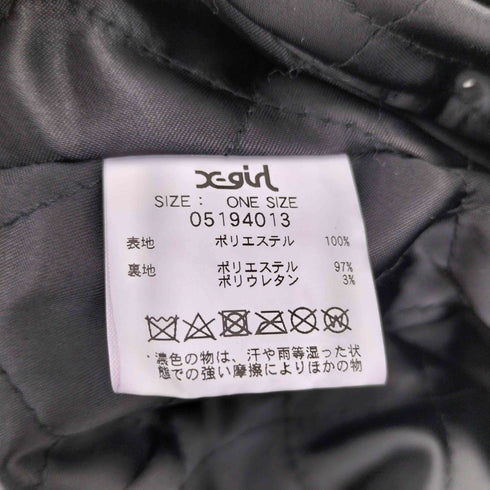 X-girl
SIZE: ONE SIZE
05194013
表地 ポリエステル 100%
裏地 ポリエステル 97%
ポリウレタン 3%
濃色の物は、汗や雨等湿った状
態での強い摩擦によりほかの物